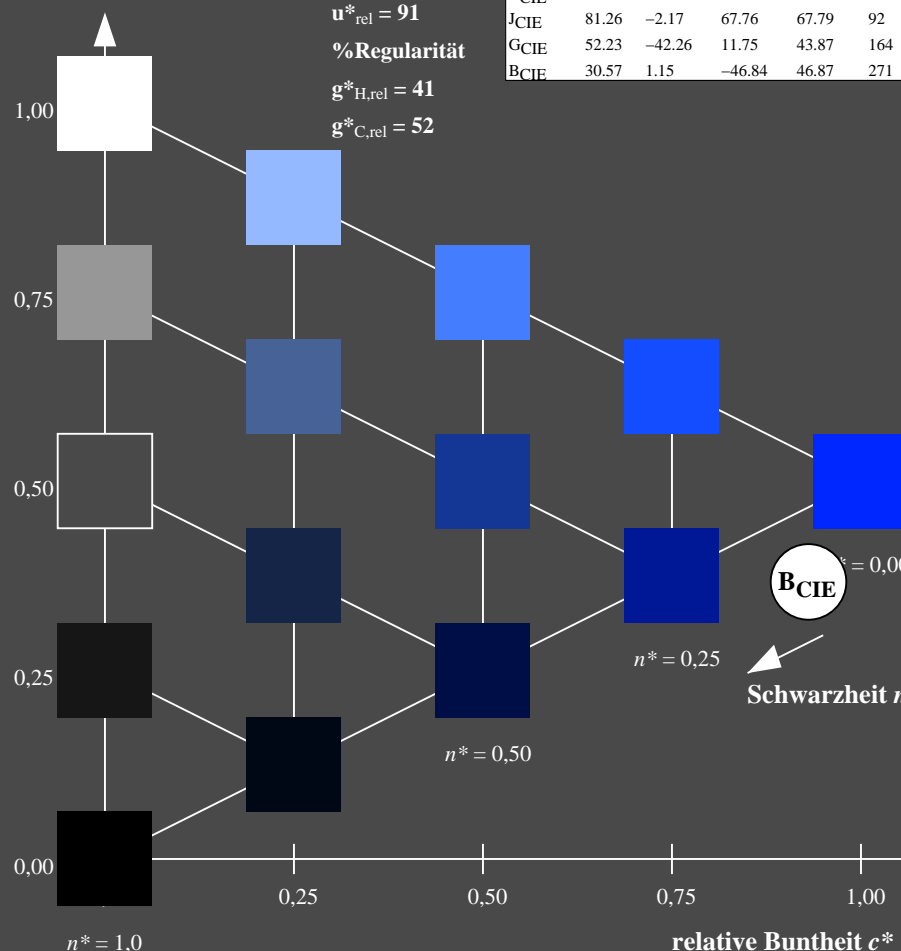 u*rel = 91
%Regularität
g*H,rel = 41
g*C,rel = 52
JCIE 81.26 –2.17 67.76 67.79 92
GCIE 52.23 –42.26 11.75 43.87 164
BCIE 30.57 1.15 –46.84 46.87 271
1,00
0,75
0,50
BCIE
* = 0,00
n* = 0,25
0,25
Schwarzheit
n* = 0,50
0,00
0,25 0,50 0,75 1,00
n* = 1,0
relative Buntheit c*